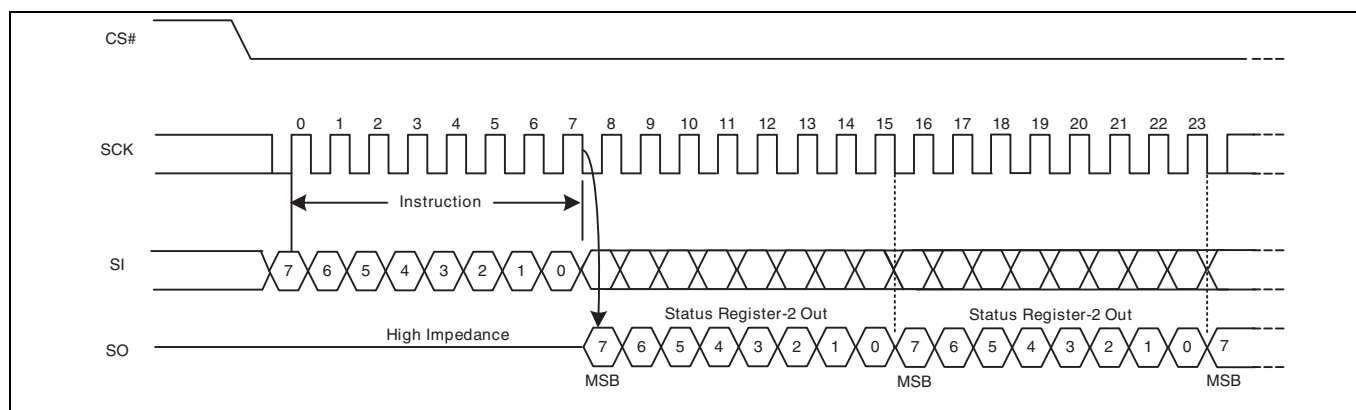 CS#
0 1 2 3 4 5 6 7 8 9 10 11 12 13 14 15 16 17 18 19 20 21 22 23
SCK
Instruction
SI
7 6 5 4 3 2 1 0
Status Register-2 Out Status Register-2 Out
High Impedance
SO
7 6 5 4 3 2 1 0 7 6 5 4 3 2 1 0 7
MSB MSB MSB